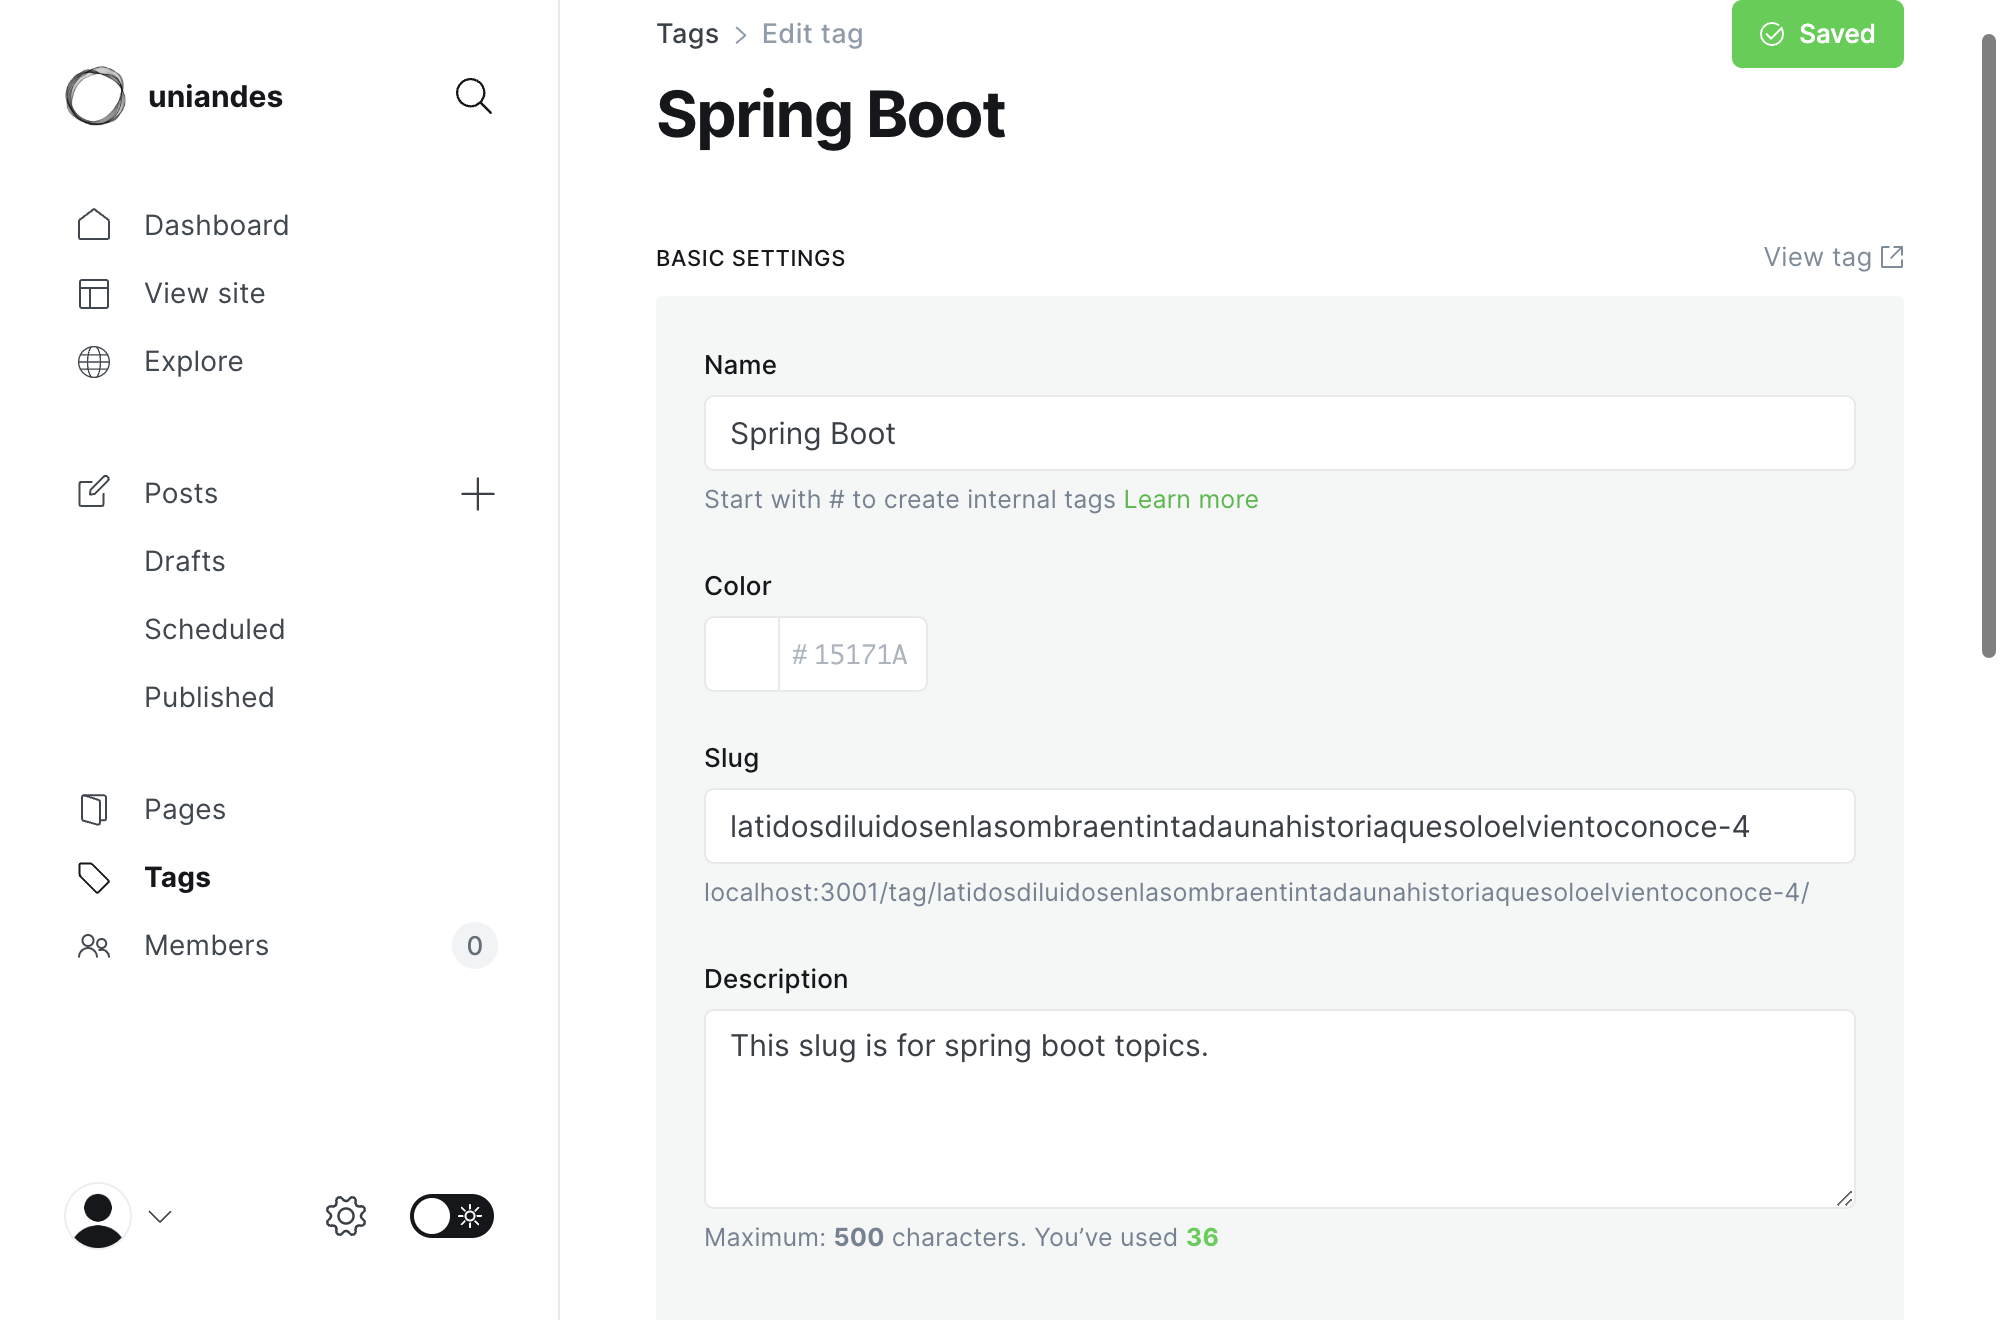 uniandes
Dashboard
View site
Explore
Posts
Drafts
Scheduled
Published
Pages
Tags
Members 0
Tags > Edit tag
Saved
Spring Boot
BASIC SETTINGS
View tag
Name
Spring Boot
Start with # to create internal tags Learn more
Color
# 15171A
Slug
latidosdiluidosenlasombraentintadaunahistoriaquesoloelvientoconoce-4
localhost:3001/tag/latidosdiluidosenlasombraentintadaunahistoriaquesoloelvientoconoce-4/
Description
This slug is for spring boot topics.
Maximum: 500 characters. You’ve used 36